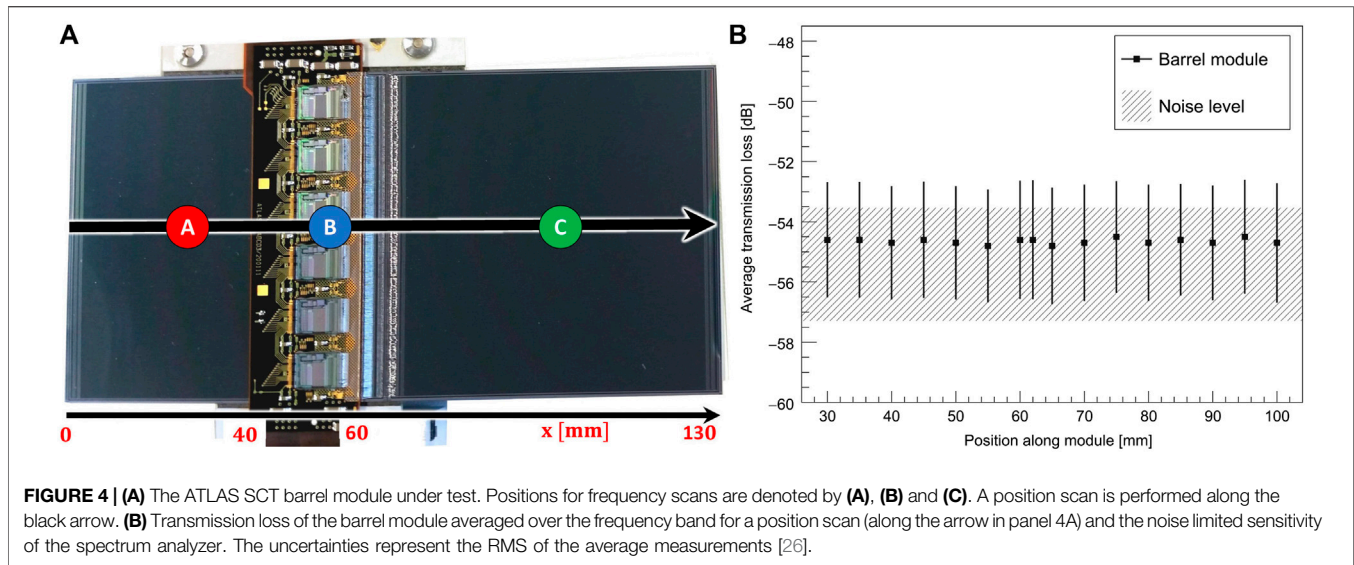 A
B
A
B
C
0
40
60
x [mm]
130
Average transmission loss [dB]
−48
−50
−52
−54
−56
−58
−60
Barrel module
Noise level
30
40
50
60
70
80
90
100
Position along module [mm]
FIGURE 4 | (A) The ATLAS SCT barrel module under test. Positions for frequency scans are denoted by (A), (B) and (C). A position scan is performed along the
black arrow. (B) Transmission loss of the barrel module averaged over the frequency band for a position scan (along the arrow in panel 4A) and the noise limited sensitivity
of the spectrum analyzer. The uncertainties represent the RMS of the average measurements [26].